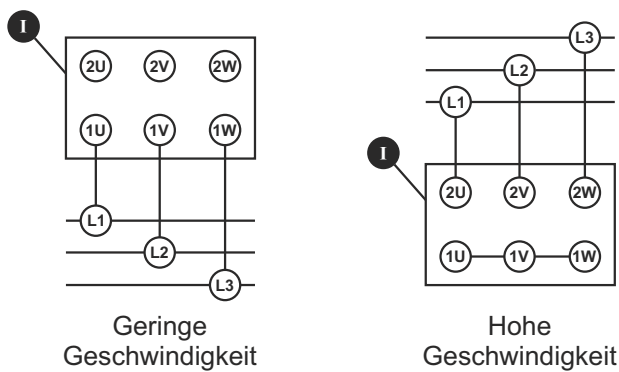 I
2U 2V 2W
1U 1V 1W
L1
L2
L3
Geringe
Geschwindigkeit
L3
L2
L1
I
2U 2V 2W
1U 1V 1W
Hohe
Geschwindigkeit